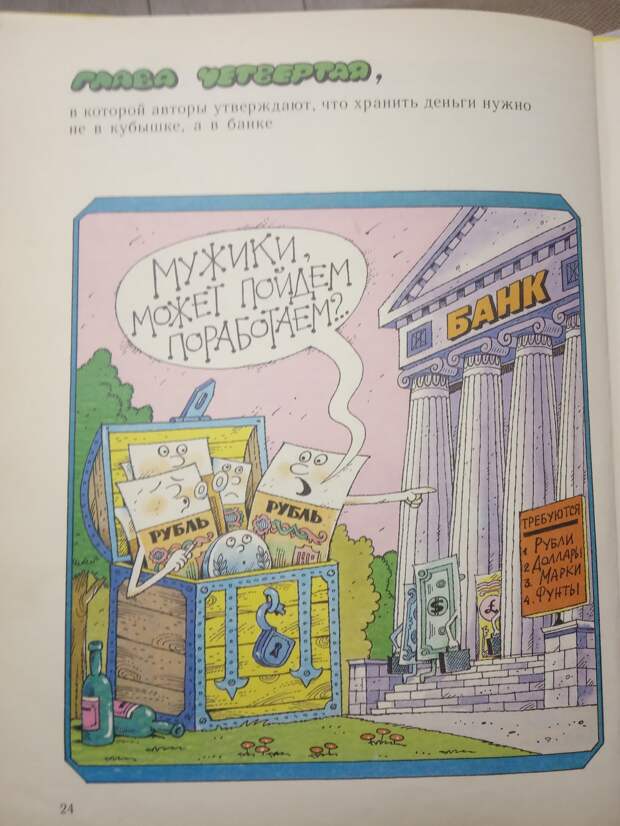 ГЛАВА ЧЕТВЕРТАЯ,
в которой авторы утверждают, что хранить деньги нужно
не в кубышке, а в банке
МУЖИКИ,
МОЖЕТ ПОЙДЕМ
ПОРАБОТАЕМ?..
БАНК
РУБЛЬ
РУБЛЬ
ТРЕБУЮТСЯ
1 РУБЛИ
2 ДОЛЛАРЫ
3. МАРКИ
4. ФУНТЫ
$
£
24